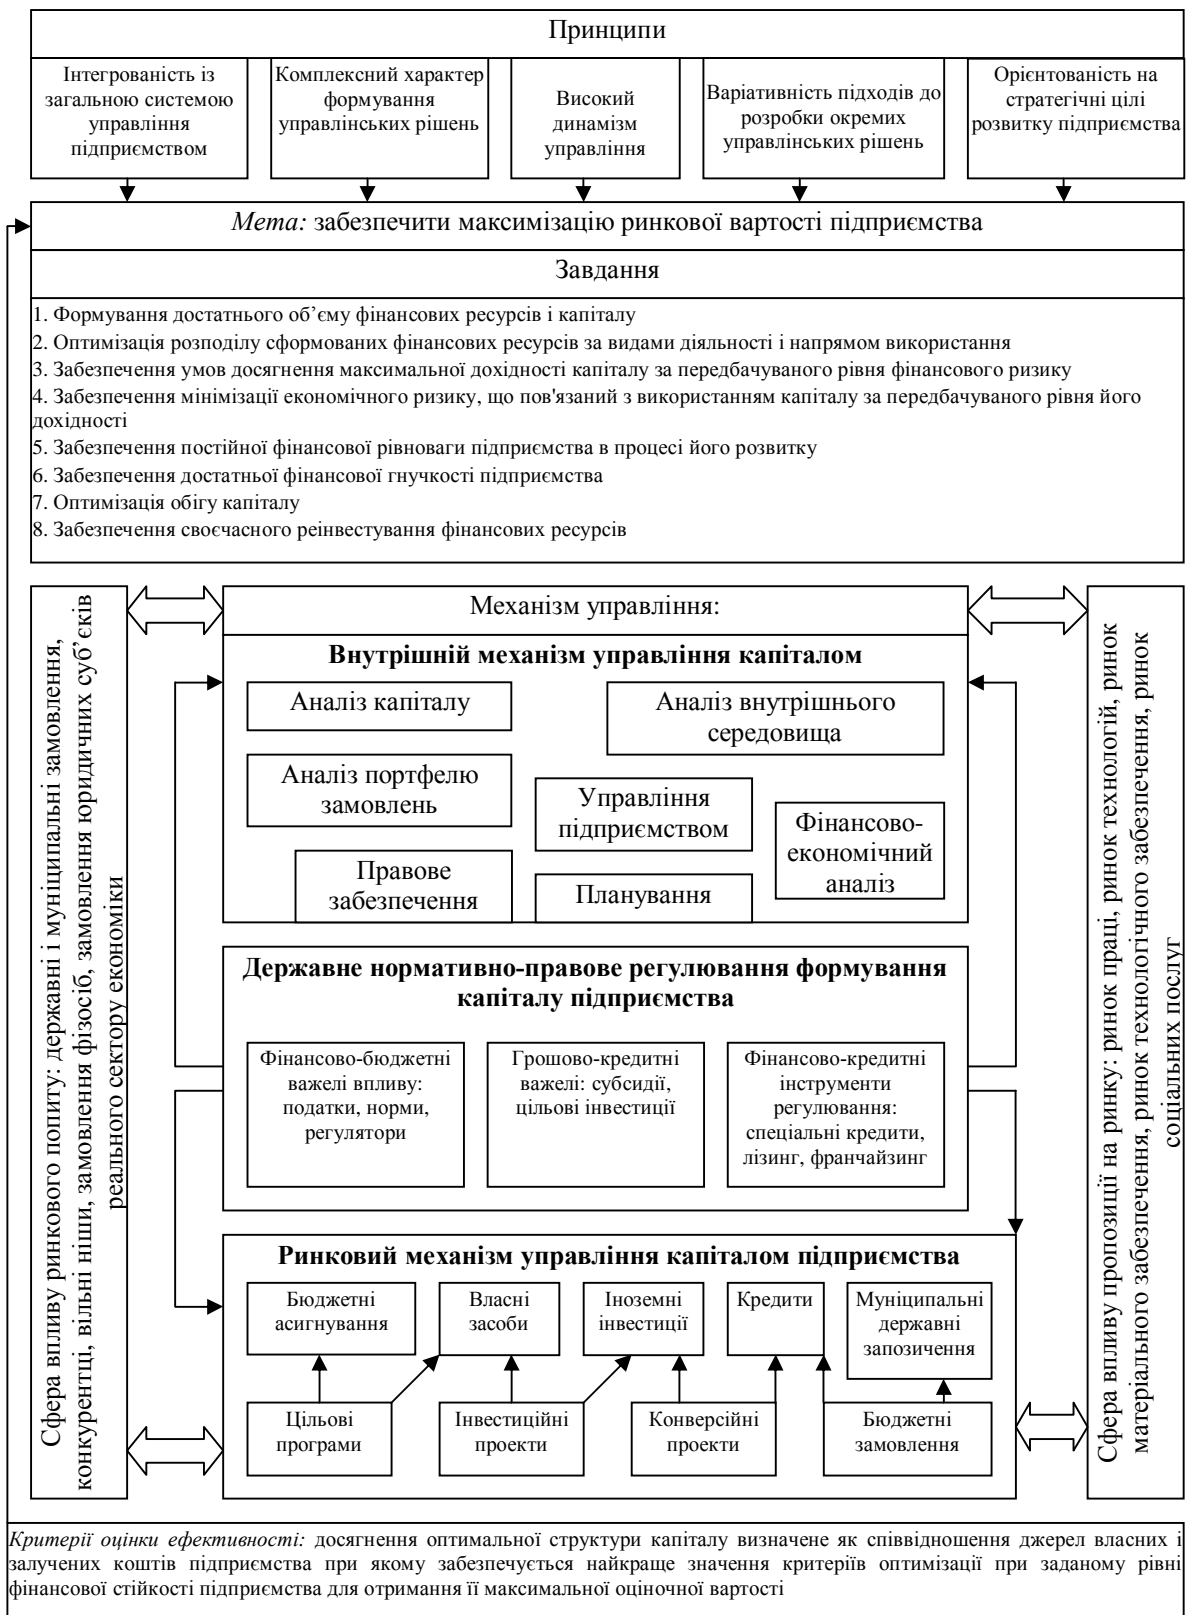 Принципи
Інтегрованість із
загальною системою
управління
підприємством
Комплексний характер
формування
управлінських рішень
Високий
динамізм
управління
Варіативність підходів до
розробки окремих
управлінських рішень
Орієнтованість на
стратегічні цілі
розвитку підприємства
Мета: забезпечити максимізацію ринкової вартості підприємства
Завдання
1. Формування достатнього об’єму фінансових ресурсів і капіталу
2. Оптимізація розподілу сформованих фінансових ресурсів за видами діяльності і напрямом використання
3. Забезпечення умов досягнення максимальної дохідності капіталу за передбачуваного рівня фінансового ризику
4. Забезпечення мінімізації економічного ризику, що пов'язаний з використанням капіталу за передбачуваного рівня його
дохідності
5. Забезпечення постійної фінансової рівноваги підприємства в процесі його розвитку
6. Забезпечення достатньої фінансової гнучкості підприємства
7. Оптимізація обігу капіталу
8. Забезпечення своєчасного реінвестування фінансових ресурсів
Сфера впливу ринкового попиту: державні і муніципальні замовлення,
конкурентці, вільні ніши, замовлення фізосіб, замовлення юридичних суб’єків
реального сектору економіки
Механізм управління:
Внутрішній механізм управління капіталом
Аналіз капіталу
Аналіз внутрішнього
середовища
Аналіз портфелю
замовлень
Управління
підприємством
Фінансово-
економічний
аналіз
Правове
забезпечення
Планування
Державне нормативно-правове регулювання формування
капіталу підприємства
Фінансово-бюджетні
важелі впливу:
податки, норми,
регулятори
Грошово-кредитні
важелі: субсидії,
цільові інвестиції
Фінансово-кредитні
інструменти
регулювання:
спеціальні кредити,
лізинг, франчайзинг
Ринковий механізм управління капіталом підприємства
Бюджетні
асигнування
Власні
засоби
Іноземні
інвестиції
Кредити
Муніципальні
державні
запозичення
Цільові
програми
Інвестиційні
проекти
Конверсійні
проекти
Бюджетні
замовлення
Сфера впливу пропозиції на ринку: ринок праці, ринок технологій, ринок
матеріального забезпечення, ринок технологічного забезпечення, ринок
соціальних послуг
Критерії оцінки ефективності: досягнення оптимальної структури капіталу визначене як співвідношення джерел власних і
залучених коштів підприємства при якому забезпечується найкраще значення критеріїв оптимізації при заданому рівні
фінансової стійкості підприємства для отримання її максимальної оціночної вартості